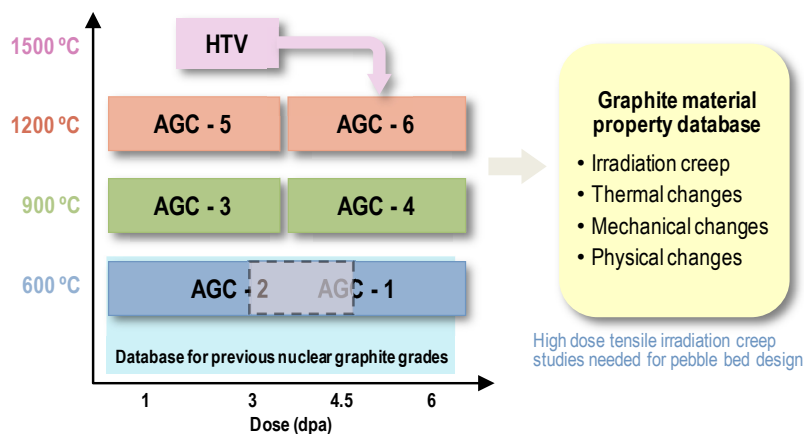 1500 ºC
HTV
1200 ºC
AGC - 5
AGC - 6
900 ºC
AGC - 3
AGC - 4
600 ºC
AGC - 2
AGC - 1
Database for previous nuclear graphite grades
1
3
4.5
6
Dose (dpa)
Graphite material
property database
• Irradiation creep
• Thermal changes
• Mechanical changes
• Physical changes
High dose tensile irradiation creep
studies needed for pebble bed design